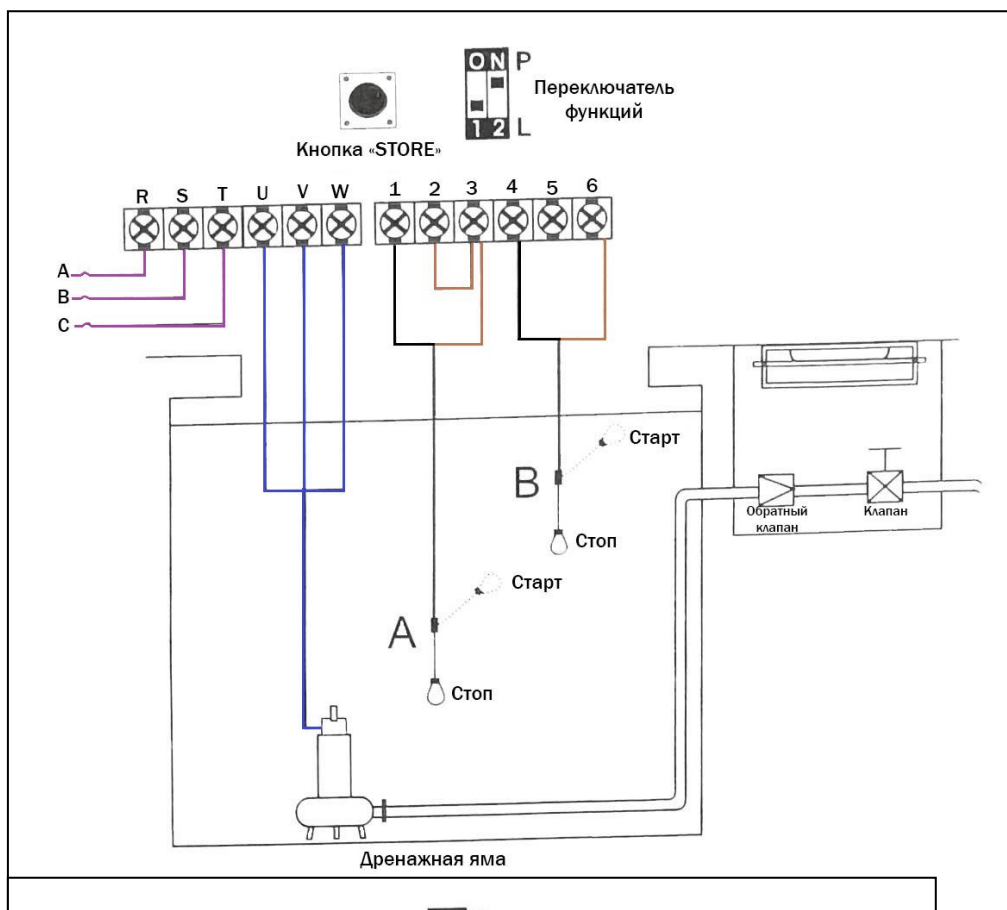 ON P
1 2 L
Переключатель
функций
Кнопка «STORE»
R S T U V W 1 2 3 4 5 6
A
B
C
Старт
B
Стоп
Обратный
клапан
Клапан
Старт
A
Стоп
Дренажная яма